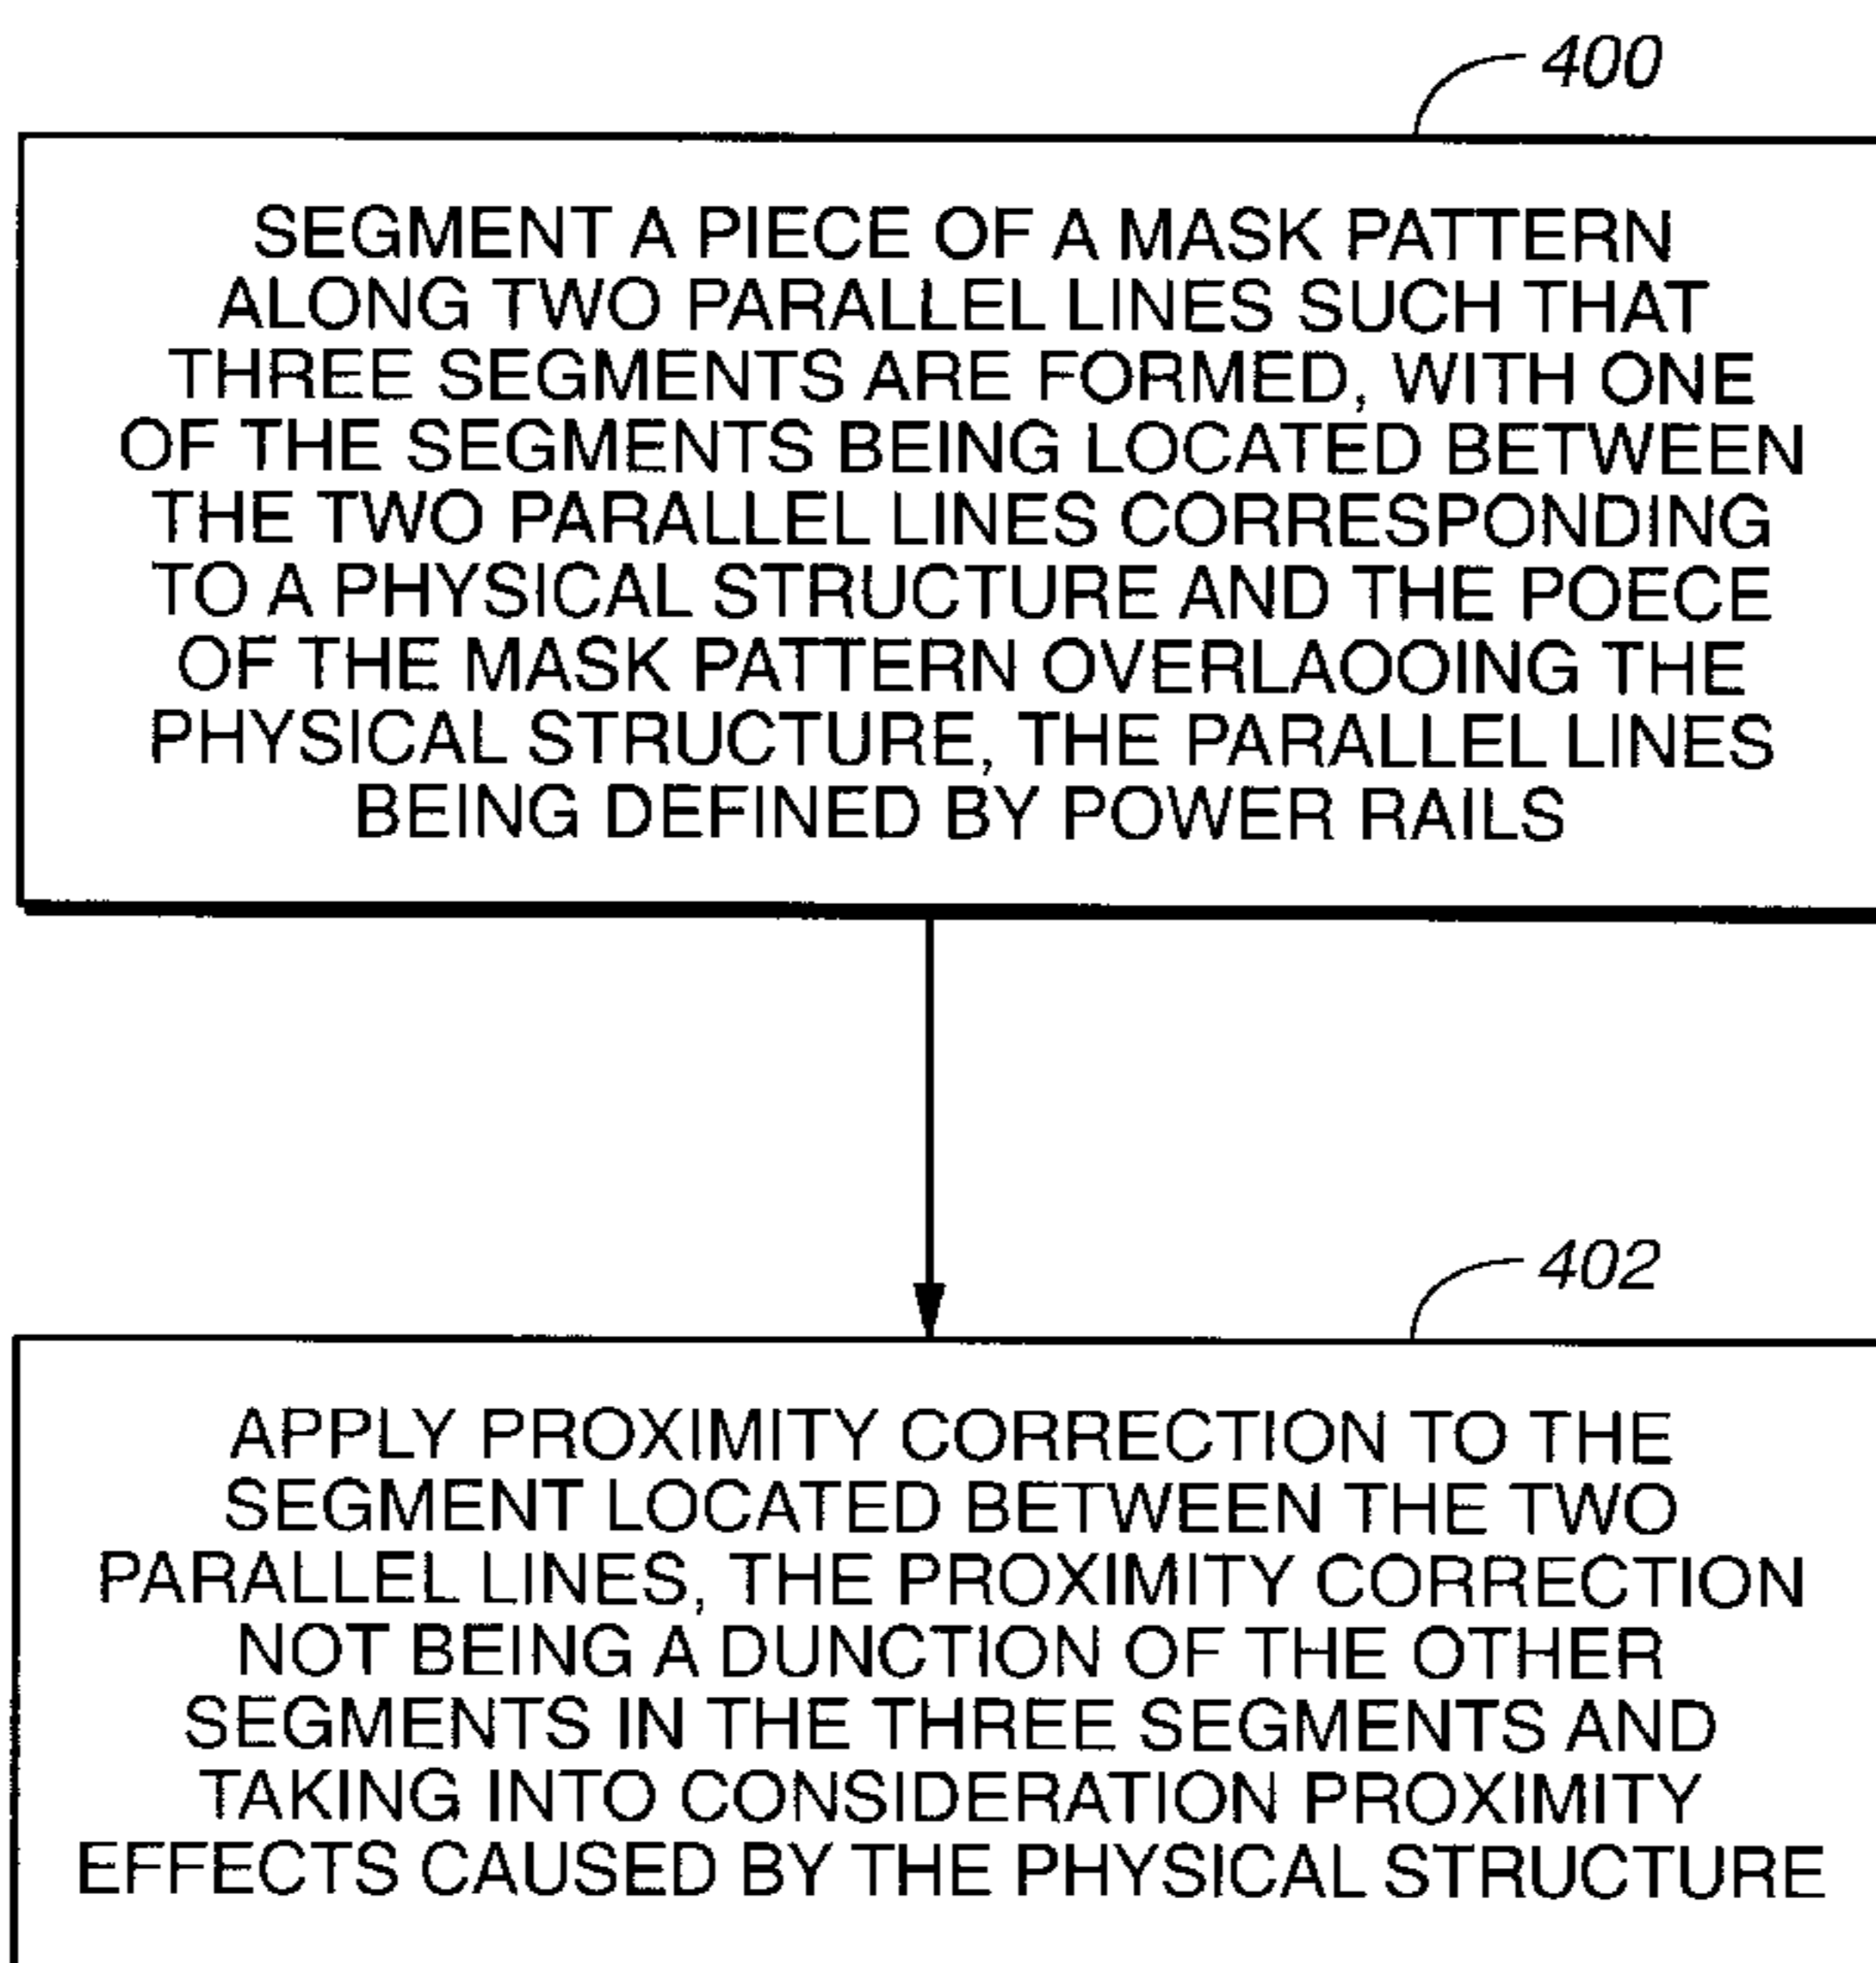 400
SEGMENT A PIECE OF A MASK PATTERN
ALONG TWO PARALLEL LINES SUCH THAT
THREE SEGMENTS ARE FORMED, WITH ONE
OF THE SEGMENTS BEING LOCATED BETWEEN
THE TWO PARALLEL LINES CORRESPONDING
TO A PHYSICAL STRUCTURE AND THE POECE
OF THE MASK PATTERN OVERLAOOING THE
PHYSICAL STRUCTURE, THE PARALLEL LINES
BEING DEFINED BY POWER RAILS
402
APPLY PROXIMITY CORRECTION TO THE
SEGMENT LOCATED BETWEEN THE TWO
PARALLEL LINES, THE PROXIMITY CORRECTION
NOT BEING A DUNCTION OF THE OTHER
SEGMENTS IN THE THREE SEGMENTS AND
TAKING INTO CONSIDERATION PROXIMITY
EFFECTS CAUSED BY THE PHYSICAL STRUCTURE